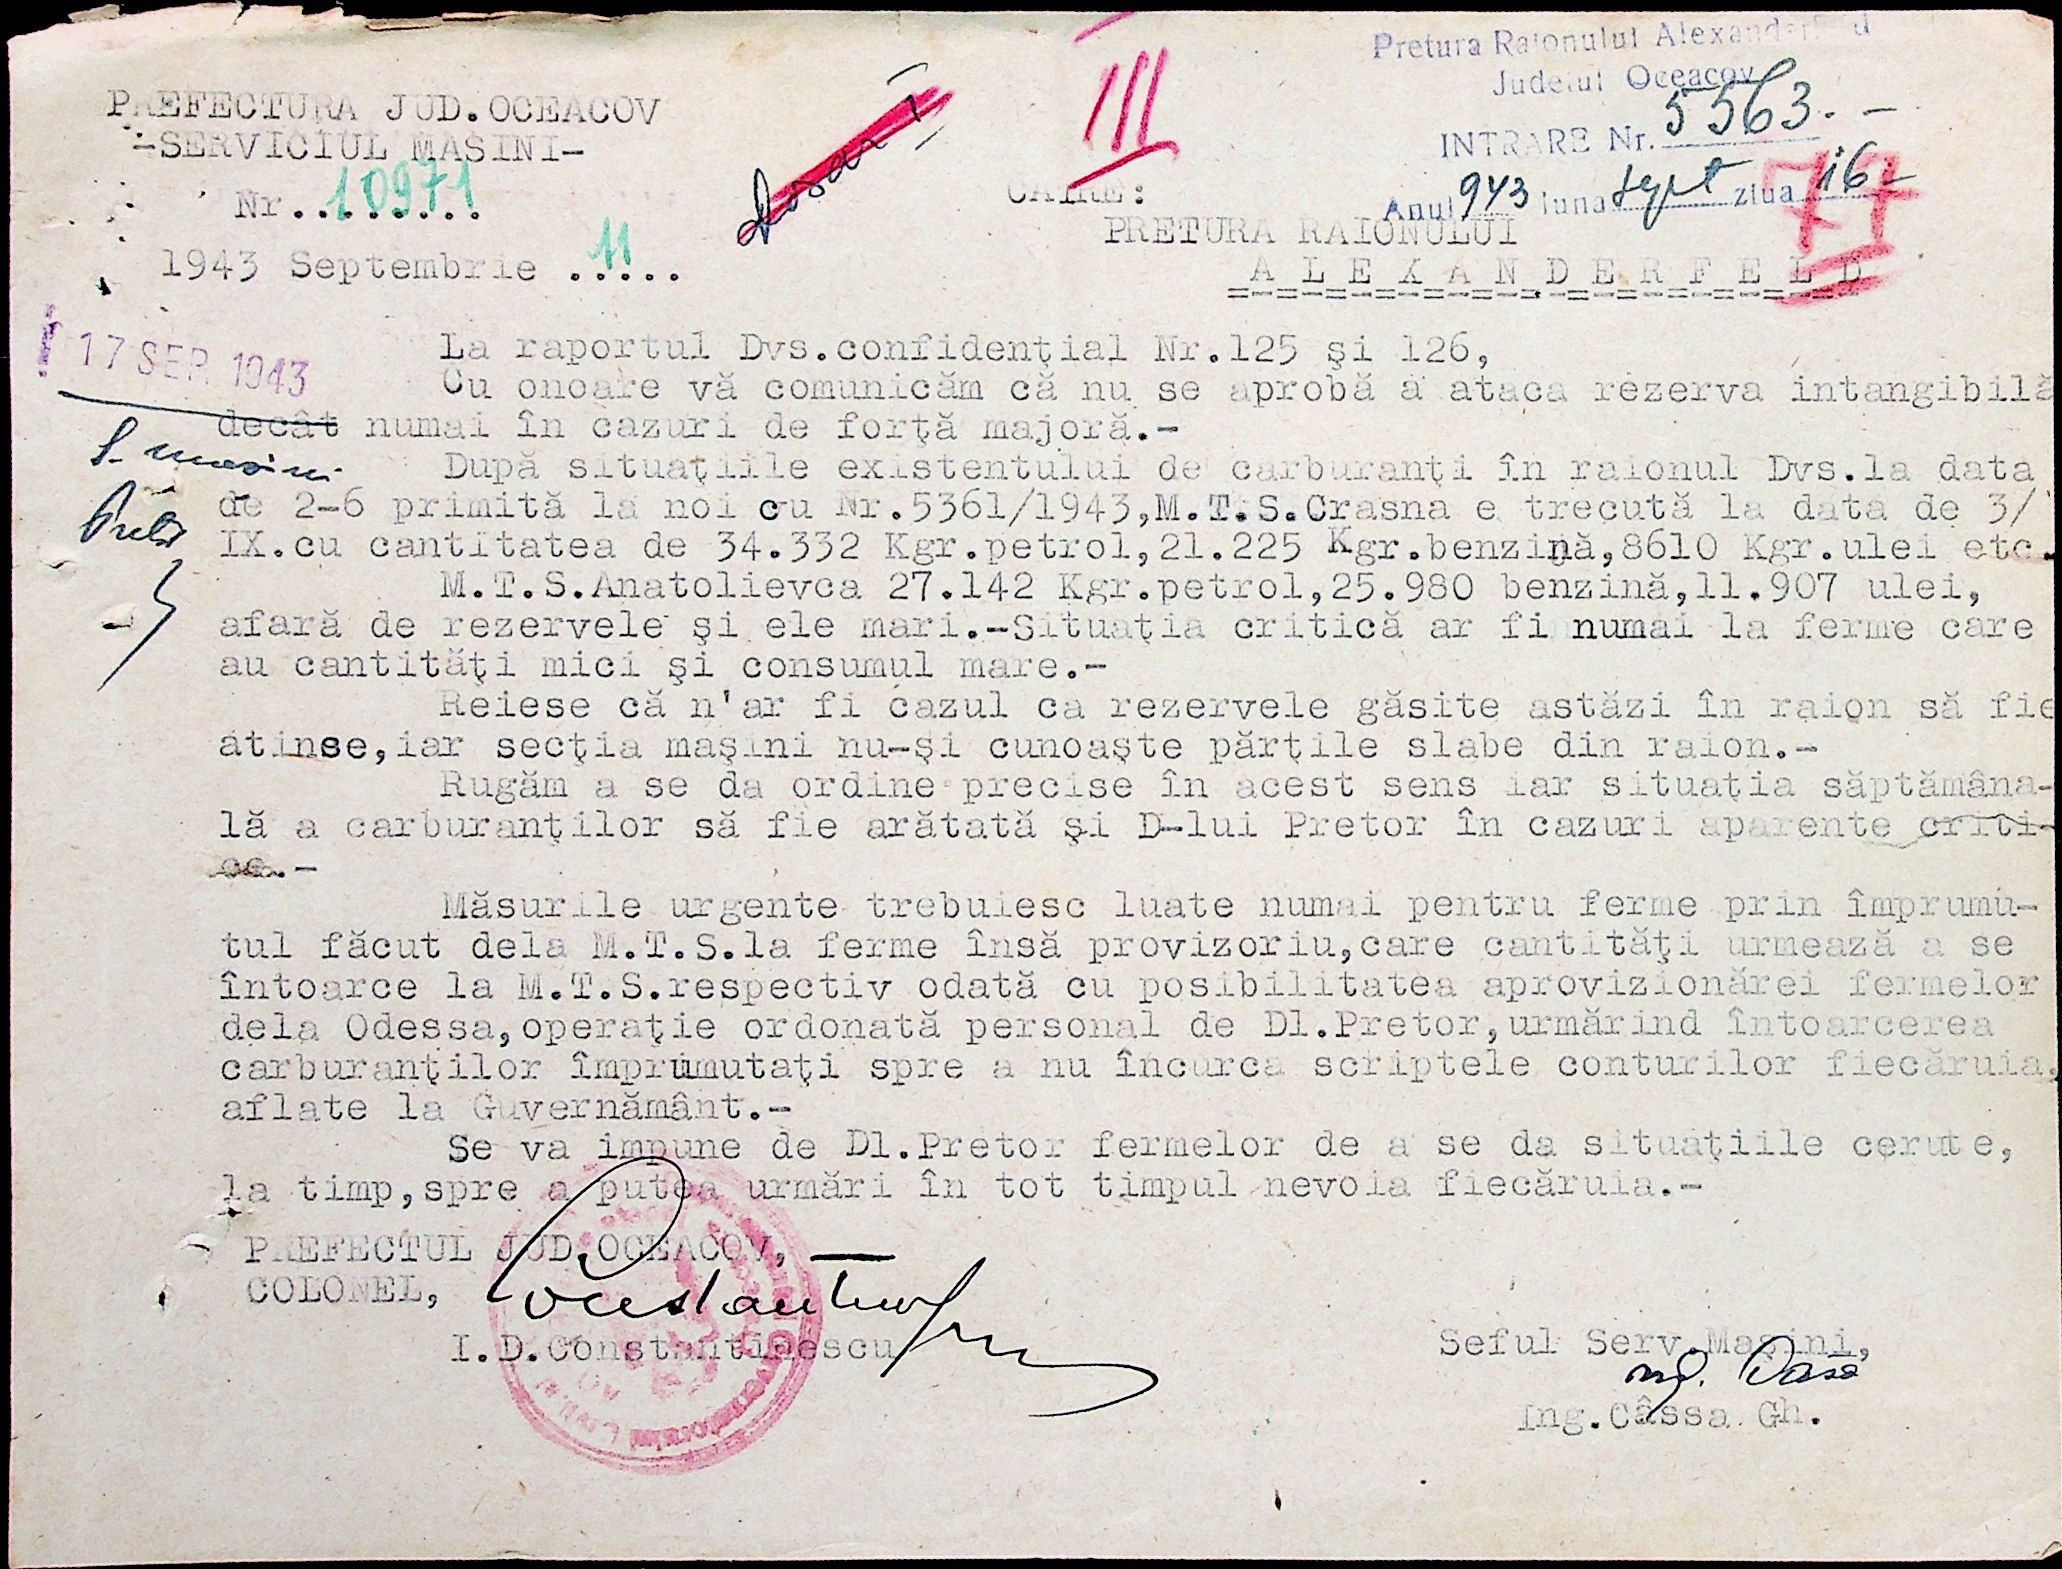 Pretura Raionului Alexanderfeld
Judetul Oceacov
INTRARE Nr. 5563.-
Anul 943 luna sept ziua 16
III
77
Dosar
PREFECTURA JUD.OCEACOV
-SERVICIUL MASINI-
Nr. 10971
1943 Septembrie 11
CATRE:
PRETURA RAIONULUI
ALEXANDERFELD
17 SEP. 1943
S. masini
Pretor
La raportul Dvs.confidenţial Nr.125 şi 126,
Cu onoare vă comunicăm că nu se aprobă a ataca rezerva intangibilă
decât numai în cazuri de forţă majoră.-
După situaţiile existentului de carburanţi în raionul Dvs.la data
de 2-6 primită la noi cu Nr.5361/1943,M.T.S.Crasna e trecută la data de 3/
IX.cu cantitatea de 34.332 Kgr.petrol,21.225 Kgr.benzină,8610 Kgr.ulei etc.
M.T.S.Anatolievca 27.142 Kgr.petrol,25.980 benzină,11.907 ulei,
afară de rezervele şi ele mari.-Situaţia critică ar fi numai la ferme care
au cantităţi mici şi consumul mare.-
Reiese că n'ar fi cazul ca rezervele găsite astăzi în raion să fie
atinse,iar secţia maşini nu-şi cunoaşte părţile slabe din raion.-
Rugăm a se da ordine precise în acest sens iar situaţia săptămâna-
lă a carburanţilor să fie arătată şi D-lui Pretor în cazuri aparente criti-
ce.-
Măsurile urgente trebuiesc luate numai pentru ferme prin împrumu-
tul făcut dela M.T.S.la ferme însă provizoriu,care cantităţi urmează a se
întoarce la M.T.S.respectiv odată cu posibilitatea aprovizionărei fermelor
dela Odessa,operaţie ordonată personal de Dl.Pretor,urmărind întoarcerea
carburanţilor împrumutaţi spre a nu încurca scriptele conturilor fiecăruia,
aflate la Guvernământ.-
Se va impune de Dl.Pretor fermelor de a se da situaţiile cerute,
la timp,spre a putea urmări în tot timpul nevoia fiecăruia.-
PREFECTUL JUD.OCEACOV,
COLONEL,
I.D.Constantinescu
Seful Serv.Maşini,
Ing.Câssa Gh.